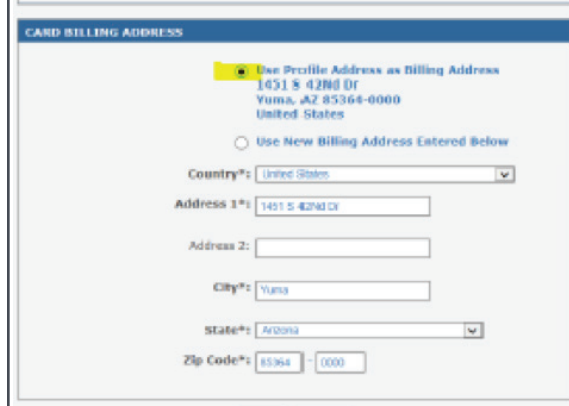 CARD BILLING ADDRESS
Use Profile Address as Billing Address
1451 S 42Nd Dr
Yuma, AZ 85364-0000
United States
Use New Billing Address Entered Below
Country*: United States
Address 1*: 1451 S 42Nd Dr
Address 2:
City*: Yuma
State*: Arizona
Zip Code*: 85364 - 0000